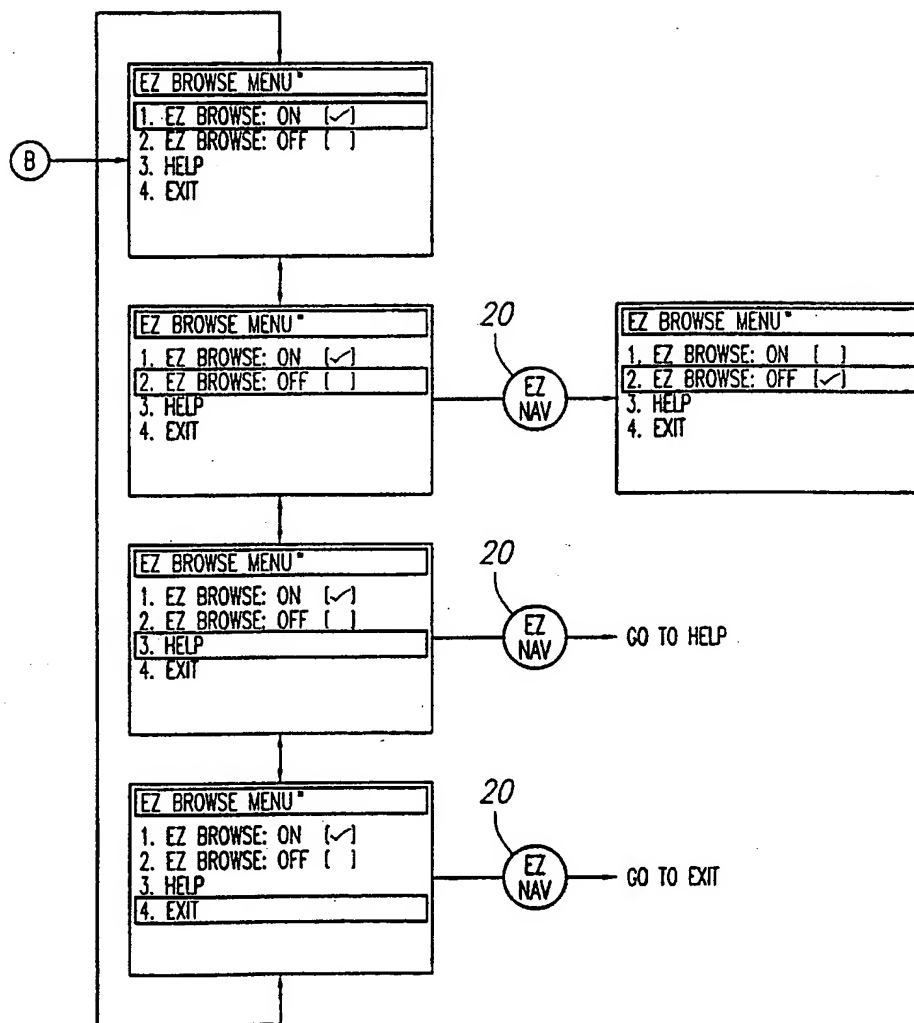 EZ BROWSE MENU"
1. EZ BROWSE: ON [✓]
2. EZ BROWSE: OFF [ ]
3. HELP
4. EXIT
B
EZ BROWSE MENU"
1. EZ BROWSE: ON [✓]
2. EZ BROWSE: OFF [ ]
3. HELP
4. EXIT
20
EZ
NAV
EZ BROWSE MENU"
1. EZ BROWSE: ON [ ]
2. EZ BROWSE: OFF [✓]
3. HELP
4. EXIT
EZ BROWSE MENU"
1. EZ BROWSE: ON [✓]
2. EZ BROWSE: OFF [ ]
3. HELP
4. EXIT
20
EZ
NAV
GO TO HELP
EZ BROWSE MENU"
1. EZ BROWSE: ON [✓]
2. EZ BROWSE: OFF [ ]
3. HELP
4. EXIT
20
EZ
NAV
GO TO EXIT